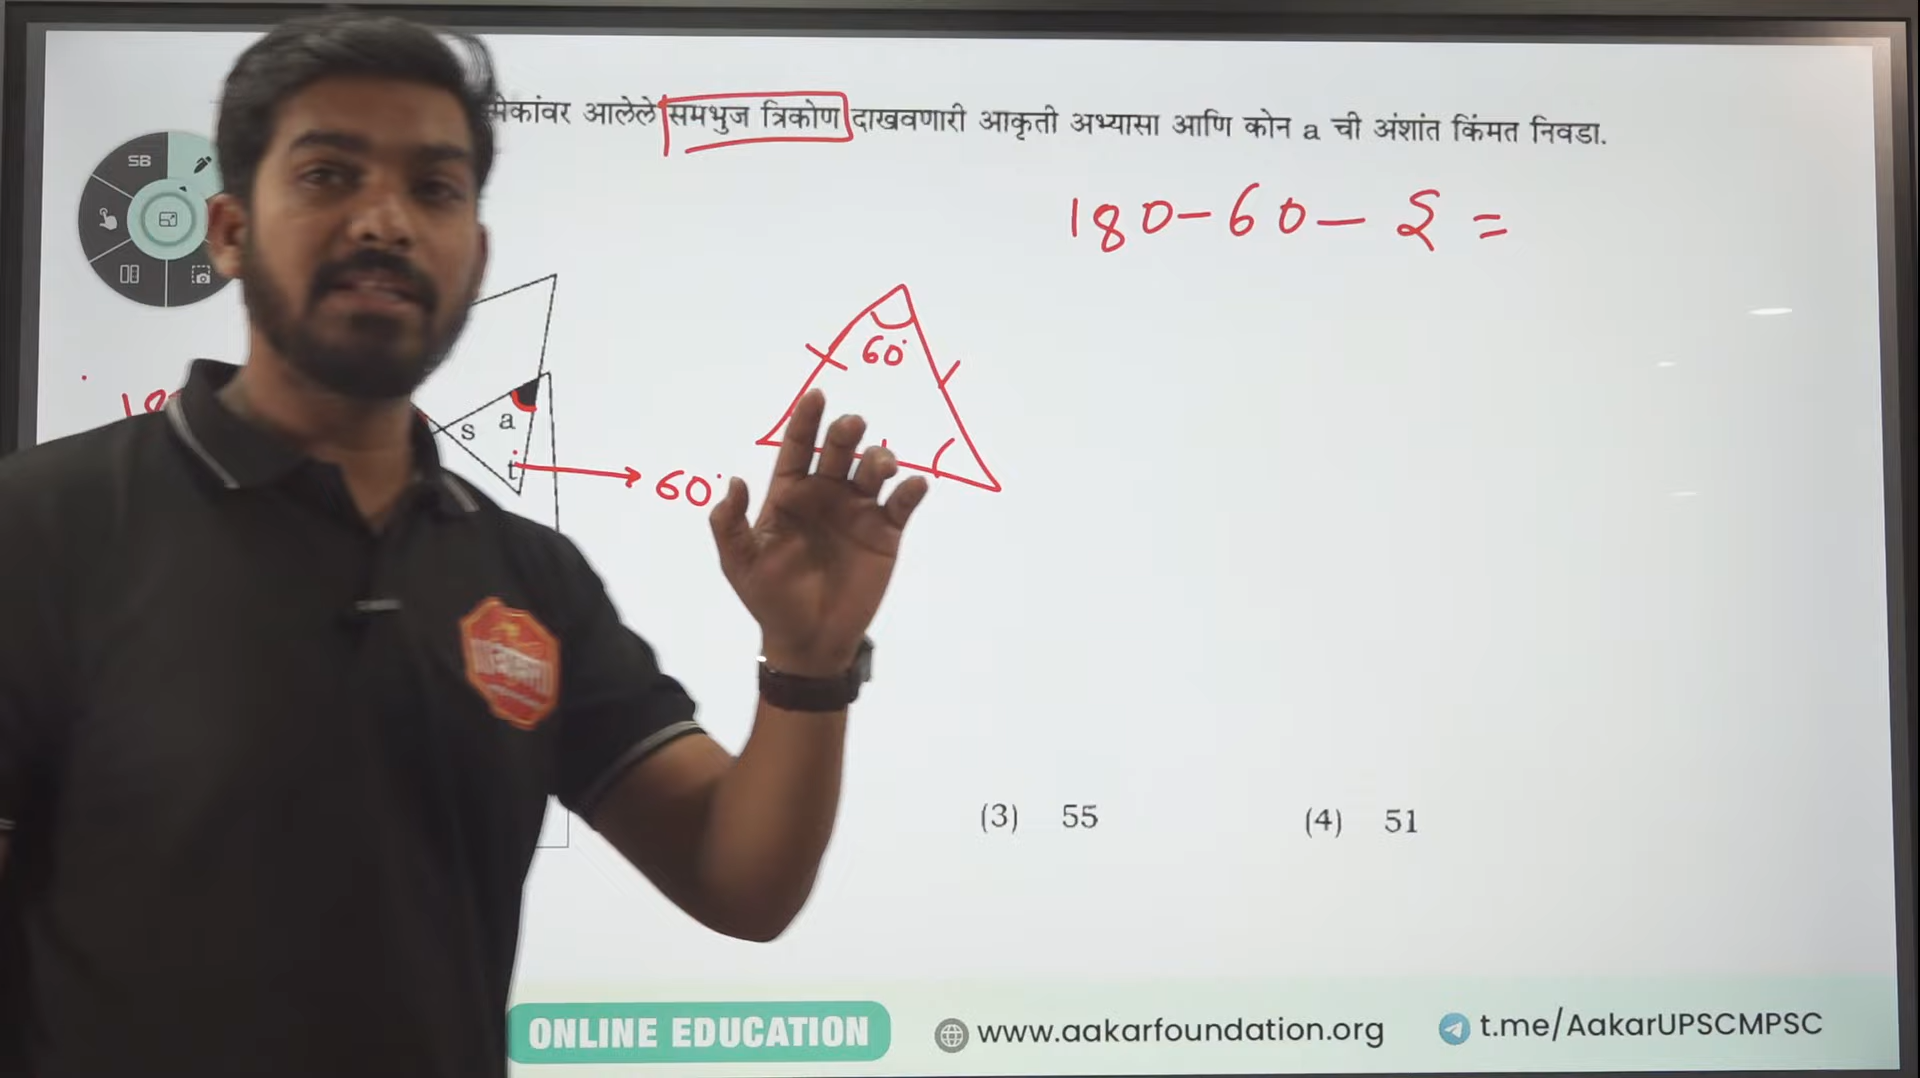 आलेले समभुज त्रिकोण दाखवणारी आकृती अभ्यासा आणि कोन a ची अंशांत किंमत निवडा.
SB
180-60- S =
60°
s
a
t
60°
(3) 55
(4) 51
ONLINE EDUCATION
www.aakarfoundation.org
t.me/AakarUPSCMPSC